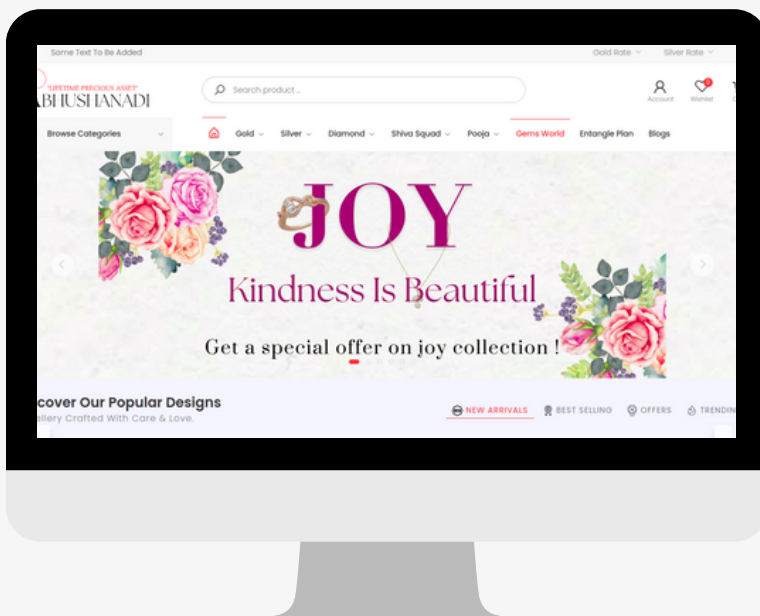 Some Text To Be Added
Gold Rate
Silver Rate
"LIFETIME PRECIOUS ASSET"
ABHUSHANADI
Search product...
Account
Wishlist
0
Browse Categories
Gold
Silver
Diamond
Shiva Squad
Pooja
Gems World
Entangle Plan
Blogs
JOY
Kindness Is Beautiful
Get a special offer on joy collection !
cover Our Popular Designs
ellery Crafted With Care & Love.
NEW ARRIVALS
BEST SELLING
OFFERS
TRENDIN